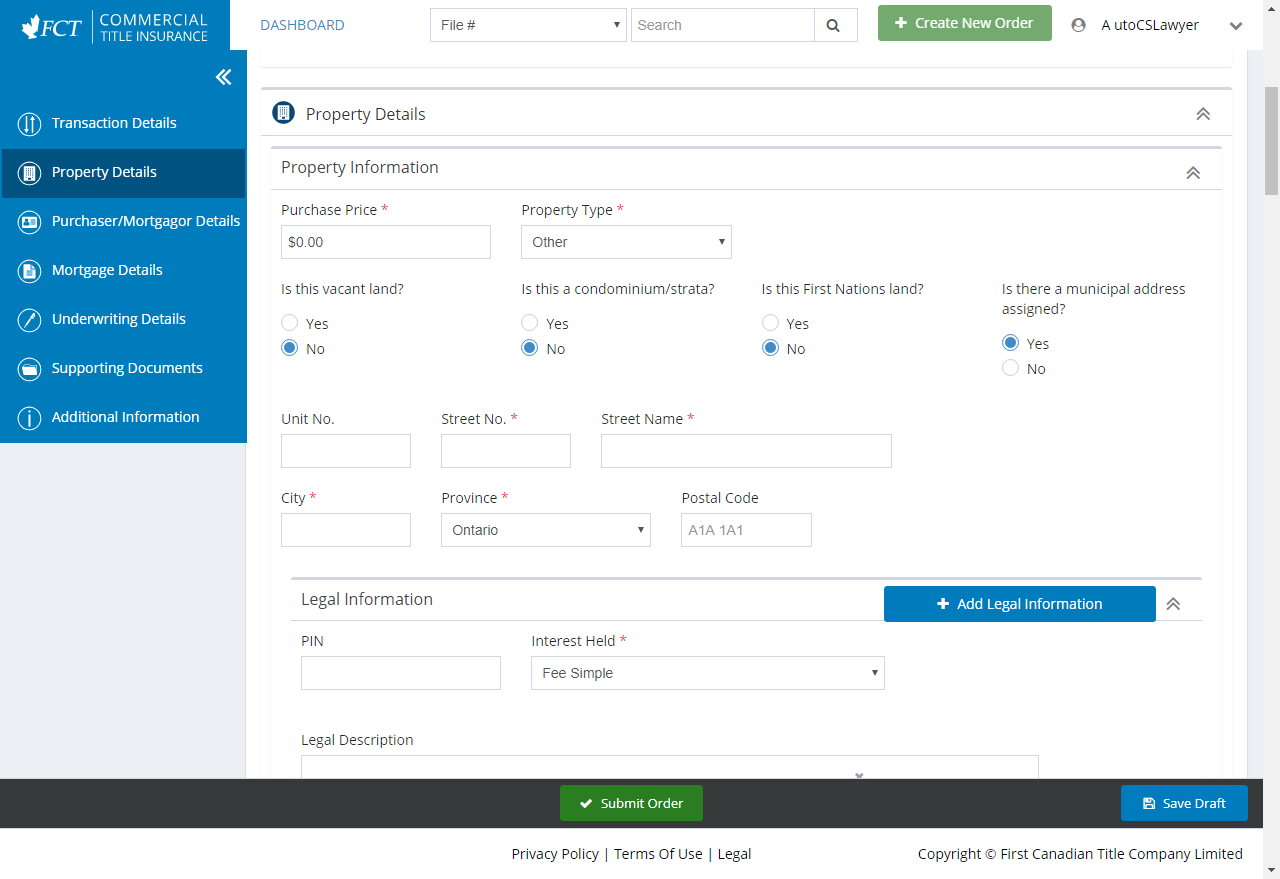 FCT COMMERCIAL TITLE INSURANCE
DASHBOARD
File #
Search
Create New Order
A utoCSLawyer
Transaction Details
Property Details
Purchaser/Mortgagor Details
Mortgage Details
Underwriting Details
Supporting Documents
Additional Information
Property Details
Property Information
Purchase Price * Property Type *
$0.00 Other
Is this vacant land? Is this a condominium/strata? Is this First Nations land? Is there a municipal address assigned?
Yes Yes Yes Yes
No No No No
Unit No. Street No. * Street Name *
City * Province * Postal Code
Ontario A1A 1A1
Legal Information
Add Legal Information
PIN Interest Held *
Fee Simple
Legal Description
Submit Order
Save Draft
Privacy Policy | Terms Of Use | Legal
Copyright © First Canadian Title Company Limited